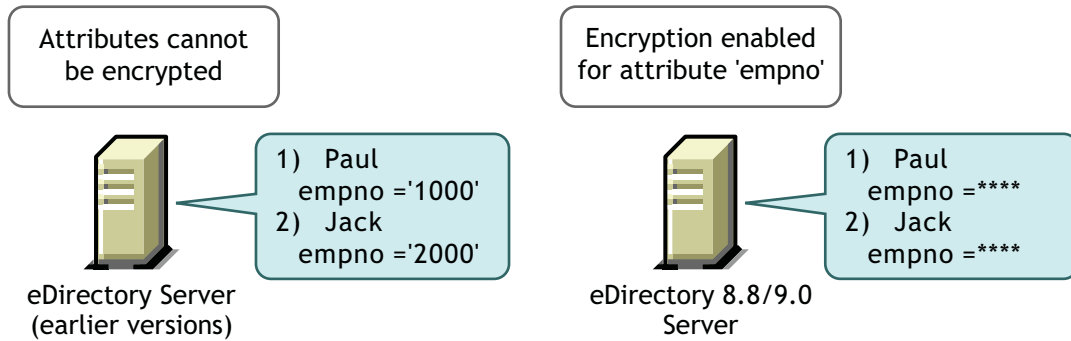 Attributes cannot
be encrypted
1) Paul
empno ='1000'
2) Jack
empno ='2000'
eDirectory Server
(earlier versions)
Encryption enabled
for attribute 'empno'
1) Paul
empno =****
2) Jack
empno =****
eDirectory 8.8/9.0
Server